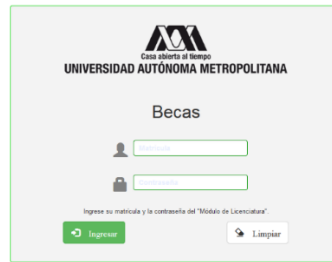 Casa abierta al tiempo
UNIVERSIDAD AUTÓNOMA METROPOLITANA
Becas
Matrícula
Contraseña
Ingrese su matrícula y la contraseña del "Módulo de Licenciatura".
Ingresar
Limpiar